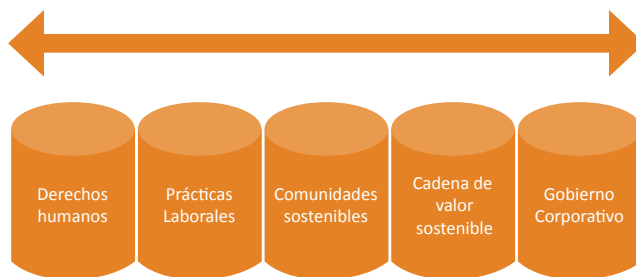 Derechos
humanos
Prácticas
Laborales
Comunidades
sostenibles
Cadena de
valor
sostenible
Gobierno
Corporativo